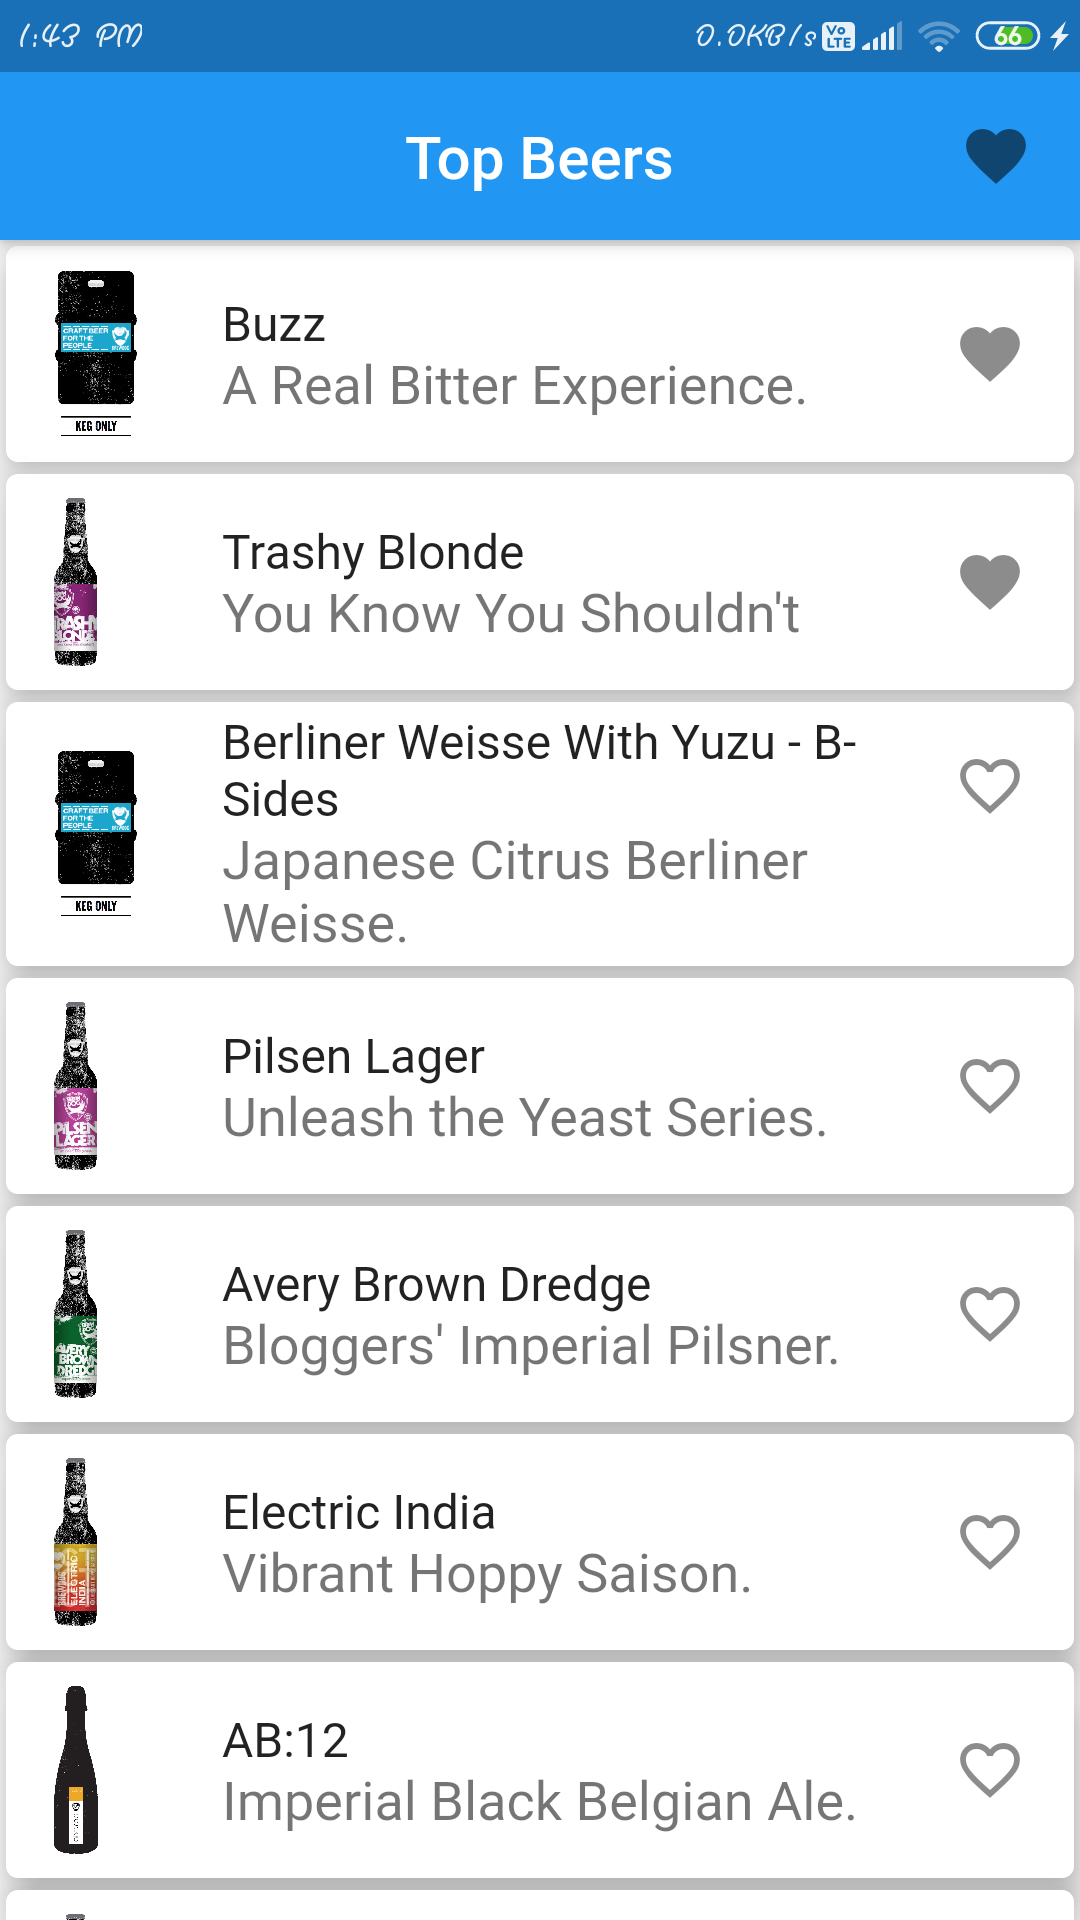 1:43 PM
0.0KB/s Vo LTE 66
Top Beers
CRAFT BEER
FOR THE
PEOPLE
KEG ONLY
Buzz
A Real Bitter Experience.
TRASHY
BLONDE
Trashy Blonde
You Know You Shouldn't
CRAFT BEER
FOR THE
PEOPLE
KEG ONLY
Berliner Weisse With Yuzu - B-
Sides
Japanese Citrus Berliner
Weisse.
PILSEN
LAGER
Pilsen Lager
Unleash the Yeast Series.
AVERY
BROWN
DREDGE
Avery Brown Dredge
Bloggers' Imperial Pilsner.
ELECTRIC
INDIA
Electric India
Vibrant Hoppy Saison.
AB:12
Imperial Black Belgian Ale.